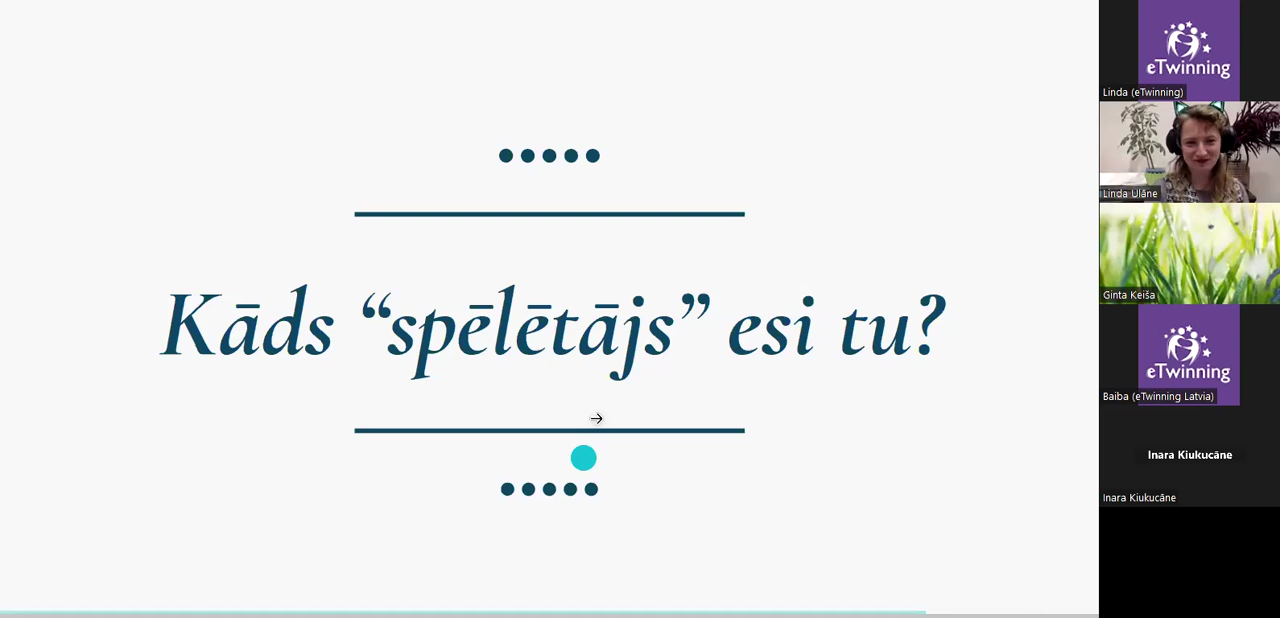 Kāds “spēlētājs” esi tu?
eTwinning
Linda (eTwinning)
Linda Ulāne
Ginta Keiša
eTwinning
Baiba (eTwinning Latvia)
Inara Kiukucāne
Inara Kiukucāne